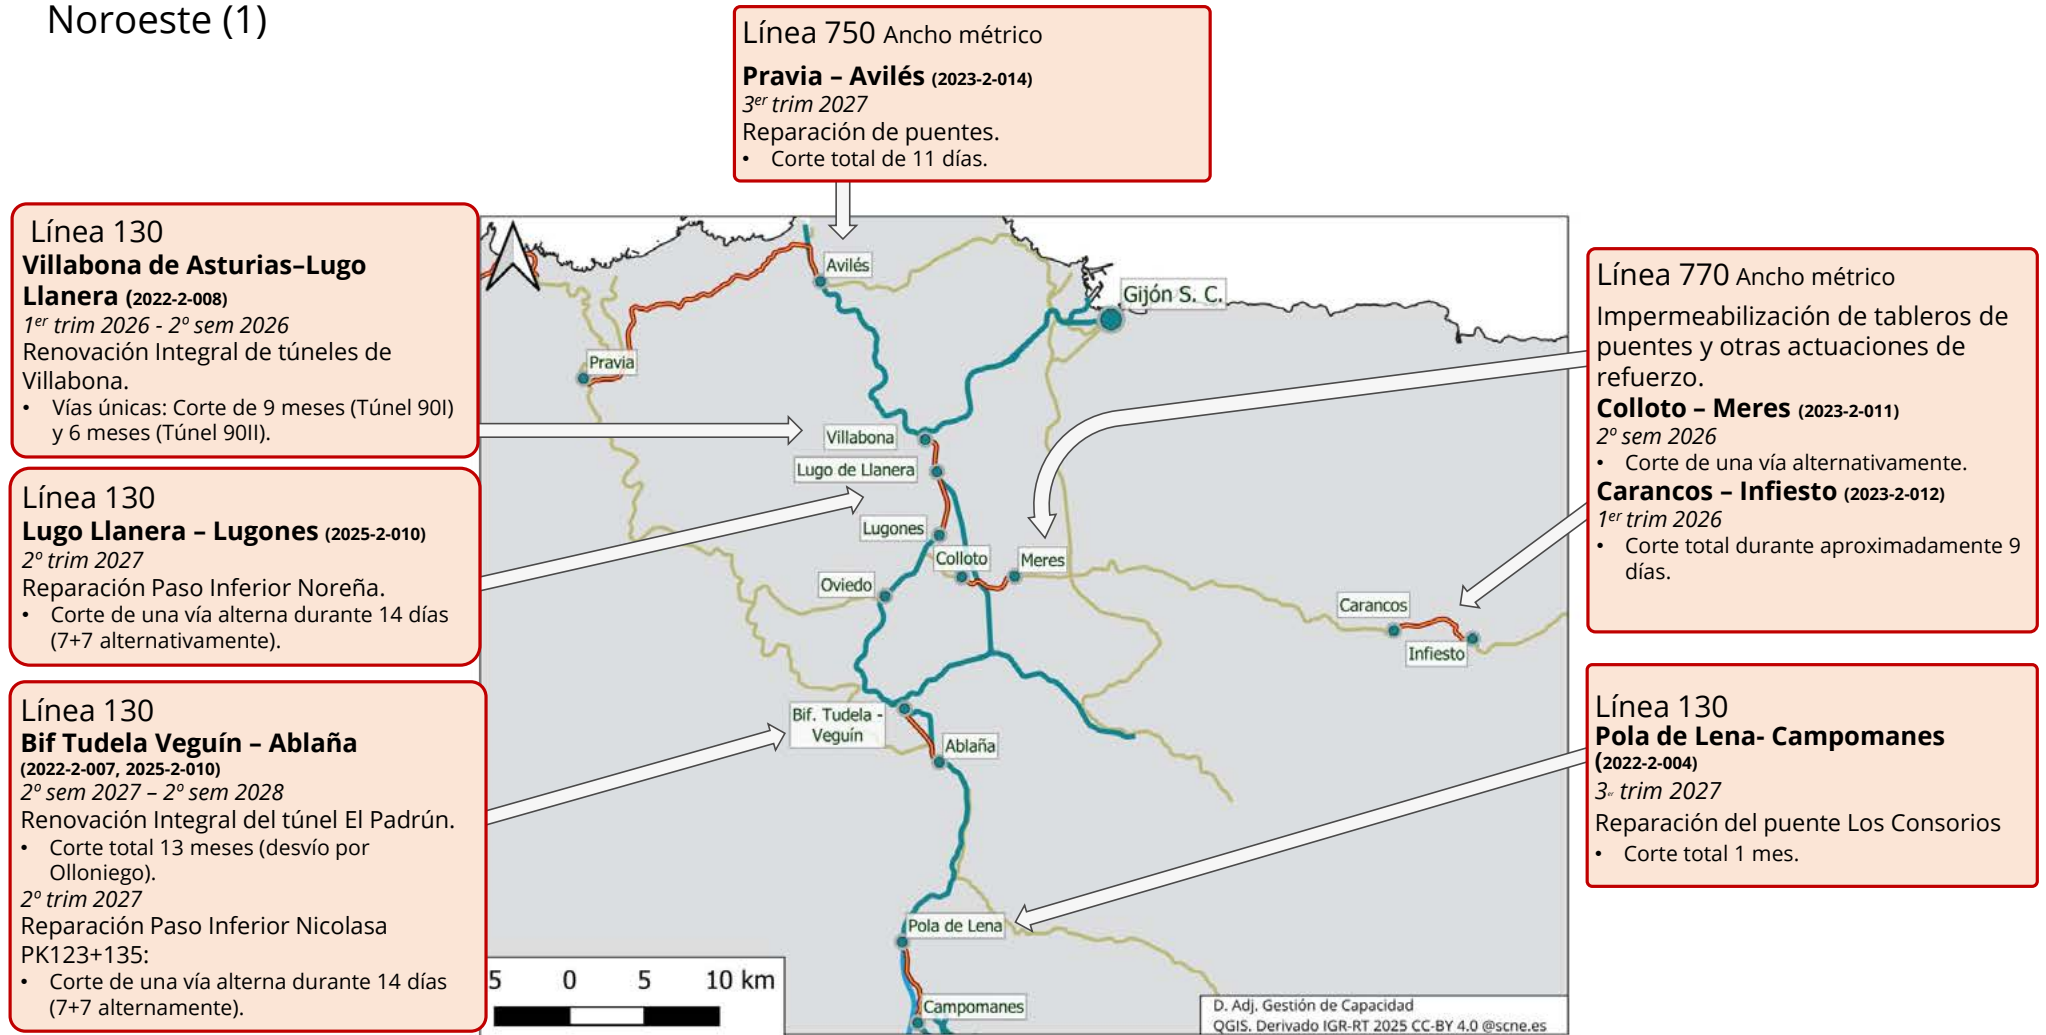 Noroeste (1)
Línea 750 Ancho métrico
Pravia – Avilés (2023-2-014)
3er trim 2027
Reparación de puentes.
• Corte total de 11 días.
Línea 130
Villabona de Asturias–Lugo
Llanera (2022-2-008)
1er trim 2026 - 2º sem 2026
Renovación Integral de túneles de
Villabona.
• Vías únicas: Corte de 9 meses (Túnel 90I)
y 6 meses (Túnel 90II).
Línea 130
Lugo Llanera – Lugones (2025-2-010)
2º trim 2027
Reparación Paso Inferior Noreña.
• Corte de una vía alterna durante 14 días
(7+7 alternativamente).
Línea 130
Bif Tudela Veguín – Ablaña
(2022-2-007, 2025-2-010)
2º sem 2027 – 2º sem 2028
Renovación Integral del túnel El Padrún.
• Corte total 13 meses (desvío por
Olloniego).
2º trim 2027
Reparación Paso Inferior Nicolasa
PK123+135:
• Corte de una vía alterna durante 14 días
(7+7 alternamente).
Línea 770 Ancho métrico
Impermeabilización de tableros de
puentes y otras actuaciones de
refuerzo.
Colloto – Meres (2023-2-011)
2º sem 2026
• Corte de una vía alternativamente.
Carancos – Infiesto (2023-2-012)
1er trim 2026
• Corte total durante aproximadamente 9
días.
Línea 130
Pola de Lena- Campomanes
(2022-2-004)
3er trim 2027
Reparación del puente Los Consorios
• Corte total 1 mes.
Avilés
Gijón S. C.
Pravia
Villabona
Lugo de Llanera
Lugones
Colloto
Meres
Oviedo
Carancos
Infiesto
Bif. Tudela -
Veguín
Ablaña
Pola de Lena
Campomanes
5 0 5 10 km
D. Adj. Gestión de Capacidad
QGIS. Derivado IGR-RT 2025 CC-BY 4.0 @scne.es